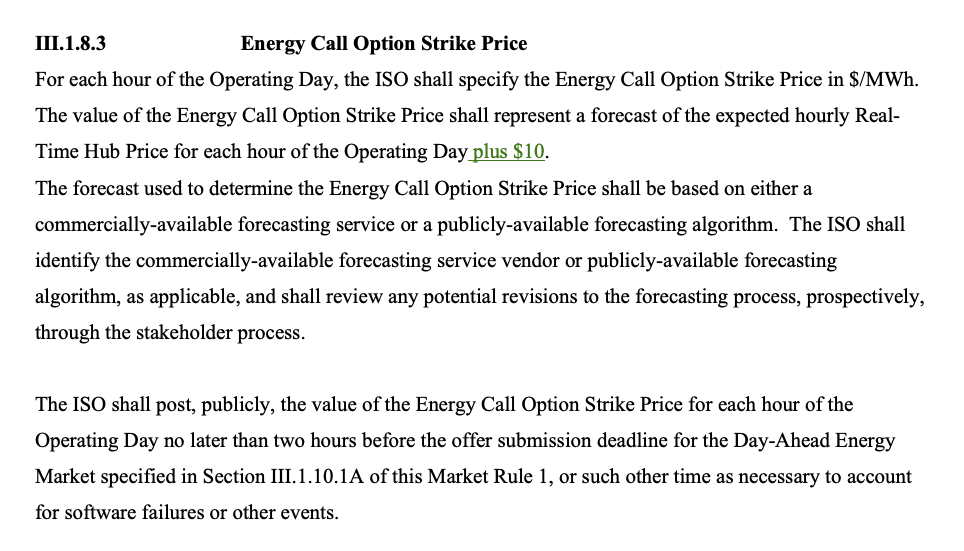 III.1.8.3 Energy Call Option Strike Price
For each hour of the Operating Day, the ISO shall specify the Energy Call Option Strike Price in $/MWh.
The value of the Energy Call Option Strike Price shall represent a forecast of the expected hourly Real-
Time Hub Price for each hour of the Operating Day plus $10.
The forecast used to determine the Energy Call Option Strike Price shall be based on either a
commercially-available forecasting service or a publicly-available forecasting algorithm.  The ISO shall
identify the commercially-available forecasting service vendor or publicly-available forecasting
algorithm, as applicable, and shall review any potential revisions to the forecasting process, prospectively,
through the stakeholder process.
The ISO shall post, publicly, the value of the Energy Call Option Strike Price for each hour of the
Operating Day no later than two hours before the offer submission deadline for the Day-Ahead Energy
Market specified in Section III.1.10.1A of this Market Rule 1, or such other time as necessary to account
for software failures or other events.